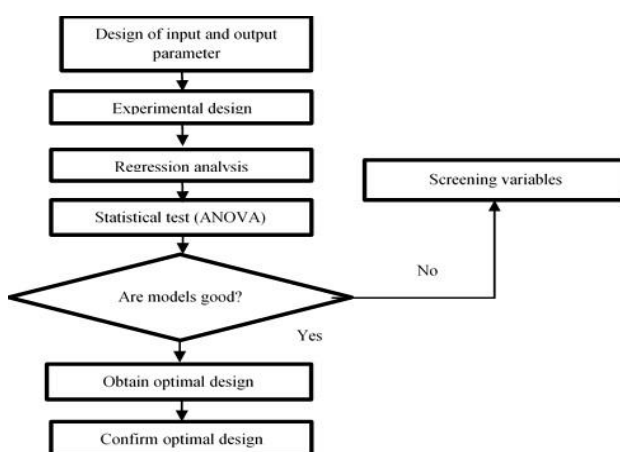 Design of input and output
parameter
Experimental design
Regression analysis
Screening variables
Statistical test (ANOVA)
No
Are models good?
Yes
Obtain optimal design
Confirm optimal design